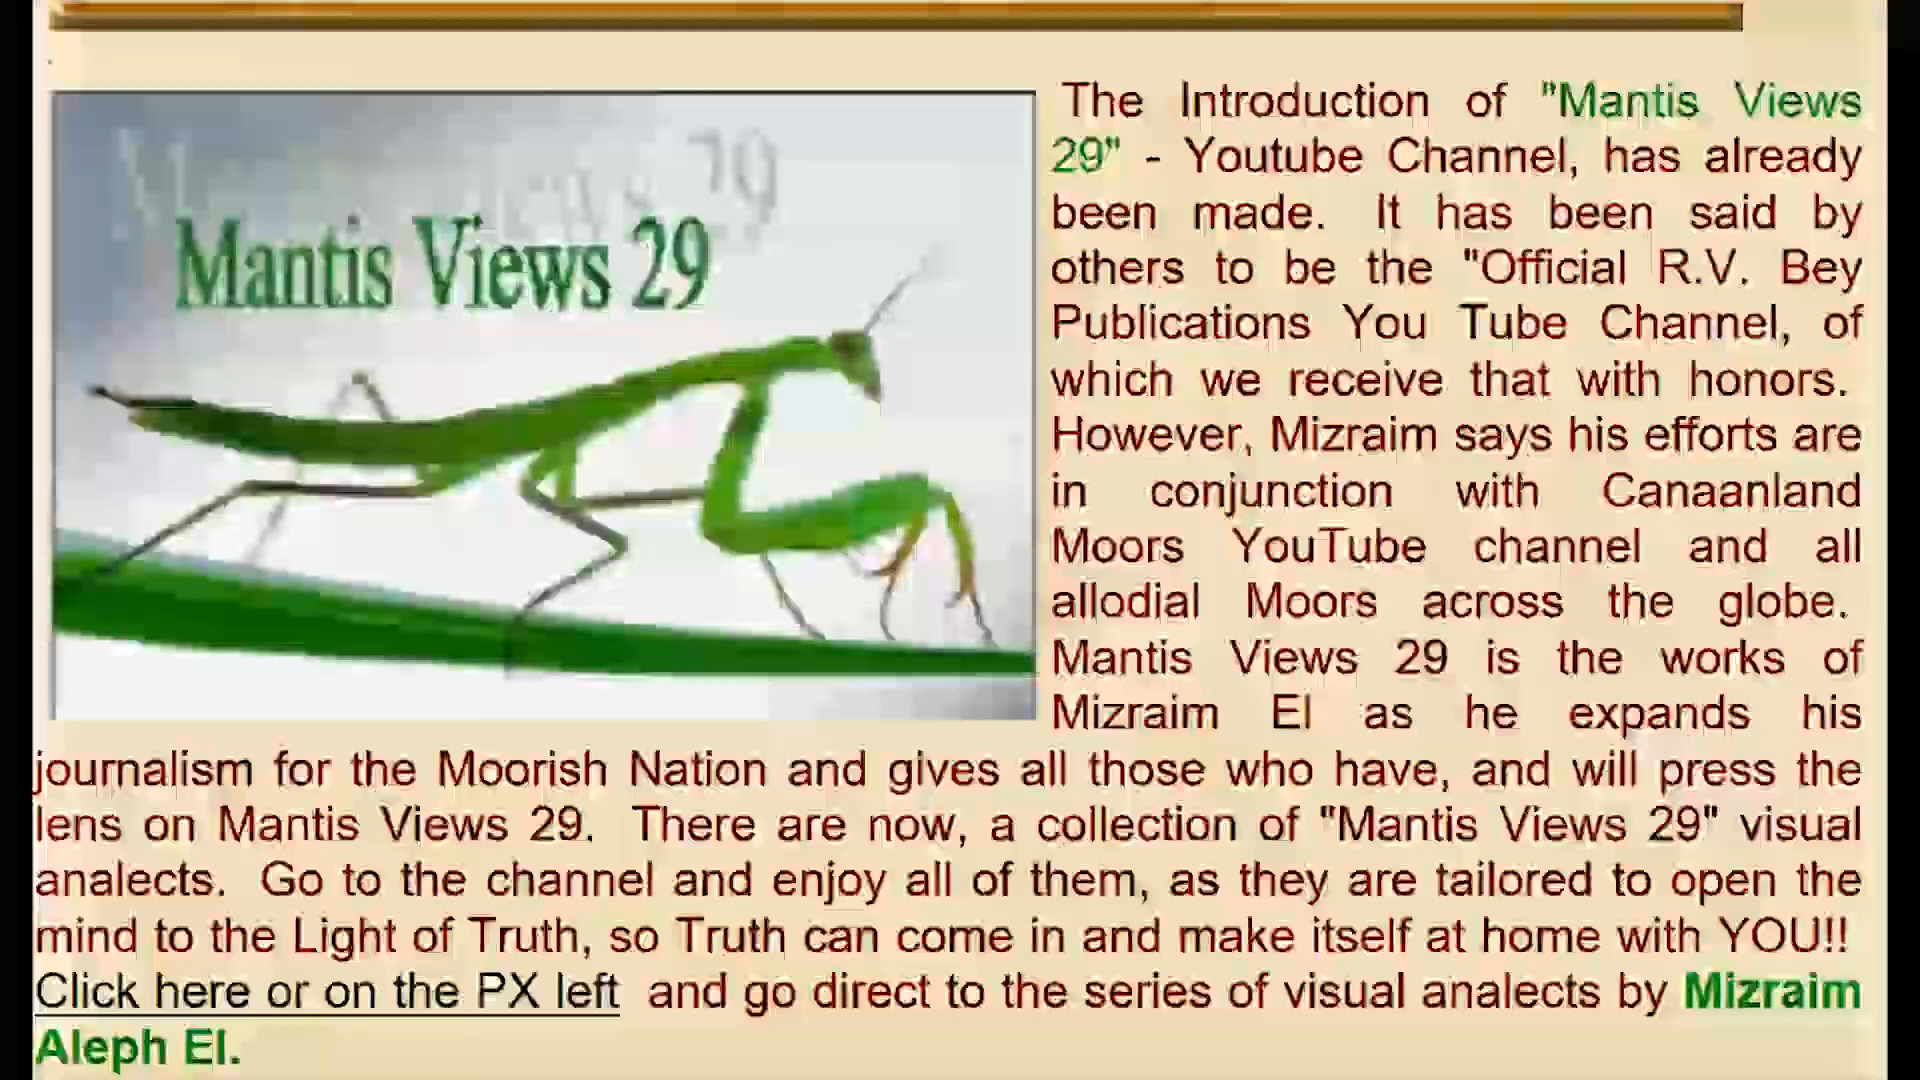 Mantis Views 29
The Introduction of "Mantis Views
29" - Youtube Channel, has already
been made. It has been said by
others to be the "Official R.V. Bey
Publications You Tube Channel, of
which we receive that with honors.
However, Mizraim says his efforts are
in conjunction with Canaanland
Moors YouTube channel and all
allodial Moors across the globe.
Mantis Views 29 is the works of
Mizraim El as he expands his
journalism for the Moorish Nation and gives all those who have, and will press the
lens on Mantis Views 29. There are now, a collection of "Mantis Views 29" visual
analects. Go to the channel and enjoy all of them, as they are tailored to open the
mind to the Light of Truth, so Truth can come in and make itself at home with YOU!!
Click here or on the PX left and go direct to the series of visual analects by Mizraim
Aleph El.